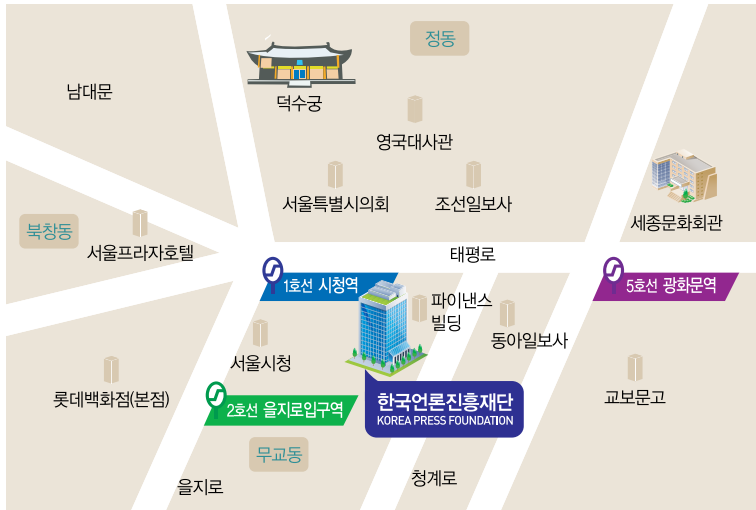 정동
남대문
덕수궁
영국대사관
서울특별시의회
조선일보사
세종문화회관
북창동
서울프라자호텔
태평로
1호선 시청역
5호선 광화문역
파이낸스
빌딩
동아일보사
서울시청
롯데백화점(본점)
2호선 을지로입구역
한국언론진흥재단
KOREA PRESS FOUNDATION
교보문고
무교동
을지로
청계로